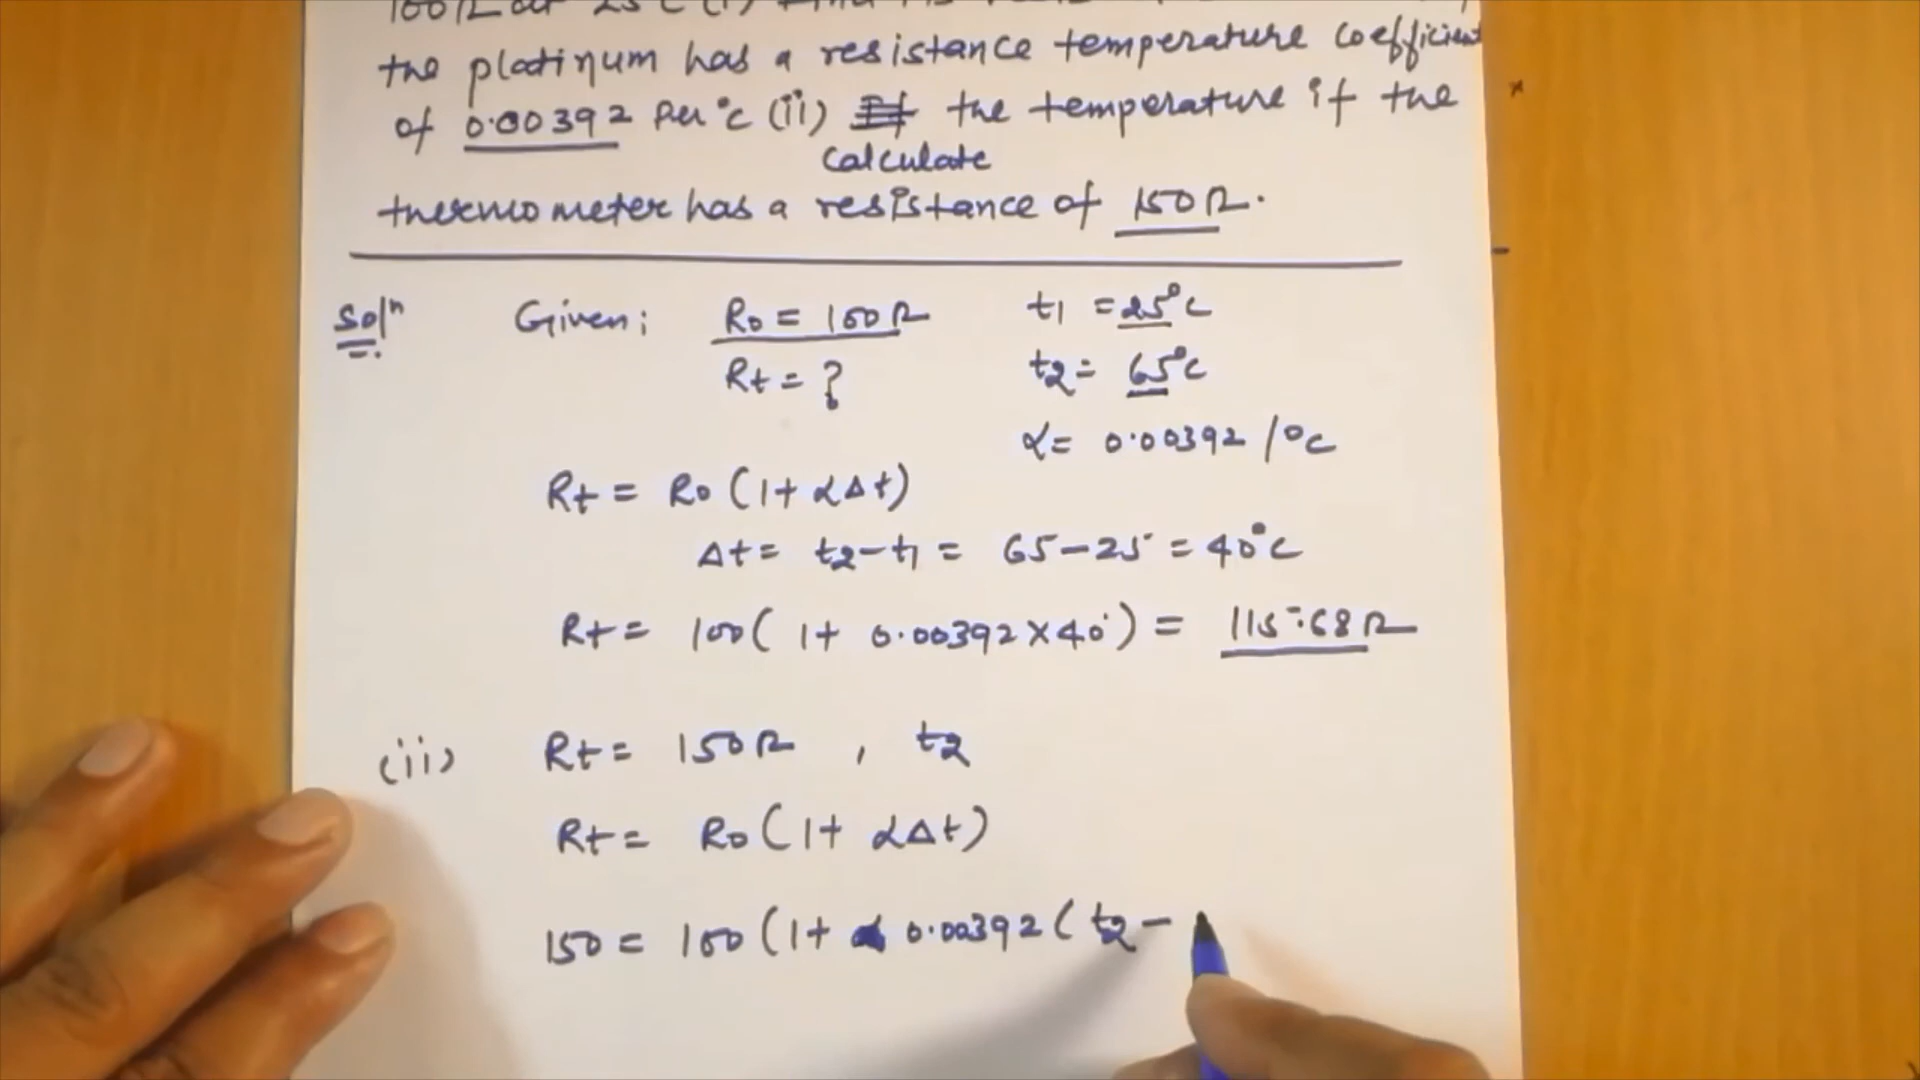 100Ω at 25°C (i)
the platinum has a resistance temperature coefficient
of 0.00392 per °C (ii) the temperature if the
calculate
thermometer has a resistance of 150Ω.
Soln Given: R0 = 100Ω t1 = 25°C
Rt = ? t2 = 65°C
α = 0.00392 /°C
Rt = R0 (1+ αΔt)
Δt = t2-t1 = 65-25 = 40°C
Rt = 100( 1+ 0.00392×40 ) = 115.68Ω
(ii) Rt = 150Ω , t2
Rt = R0 (1+ αΔt)
150 = 100 (1+ 0.00392 ( t2 -